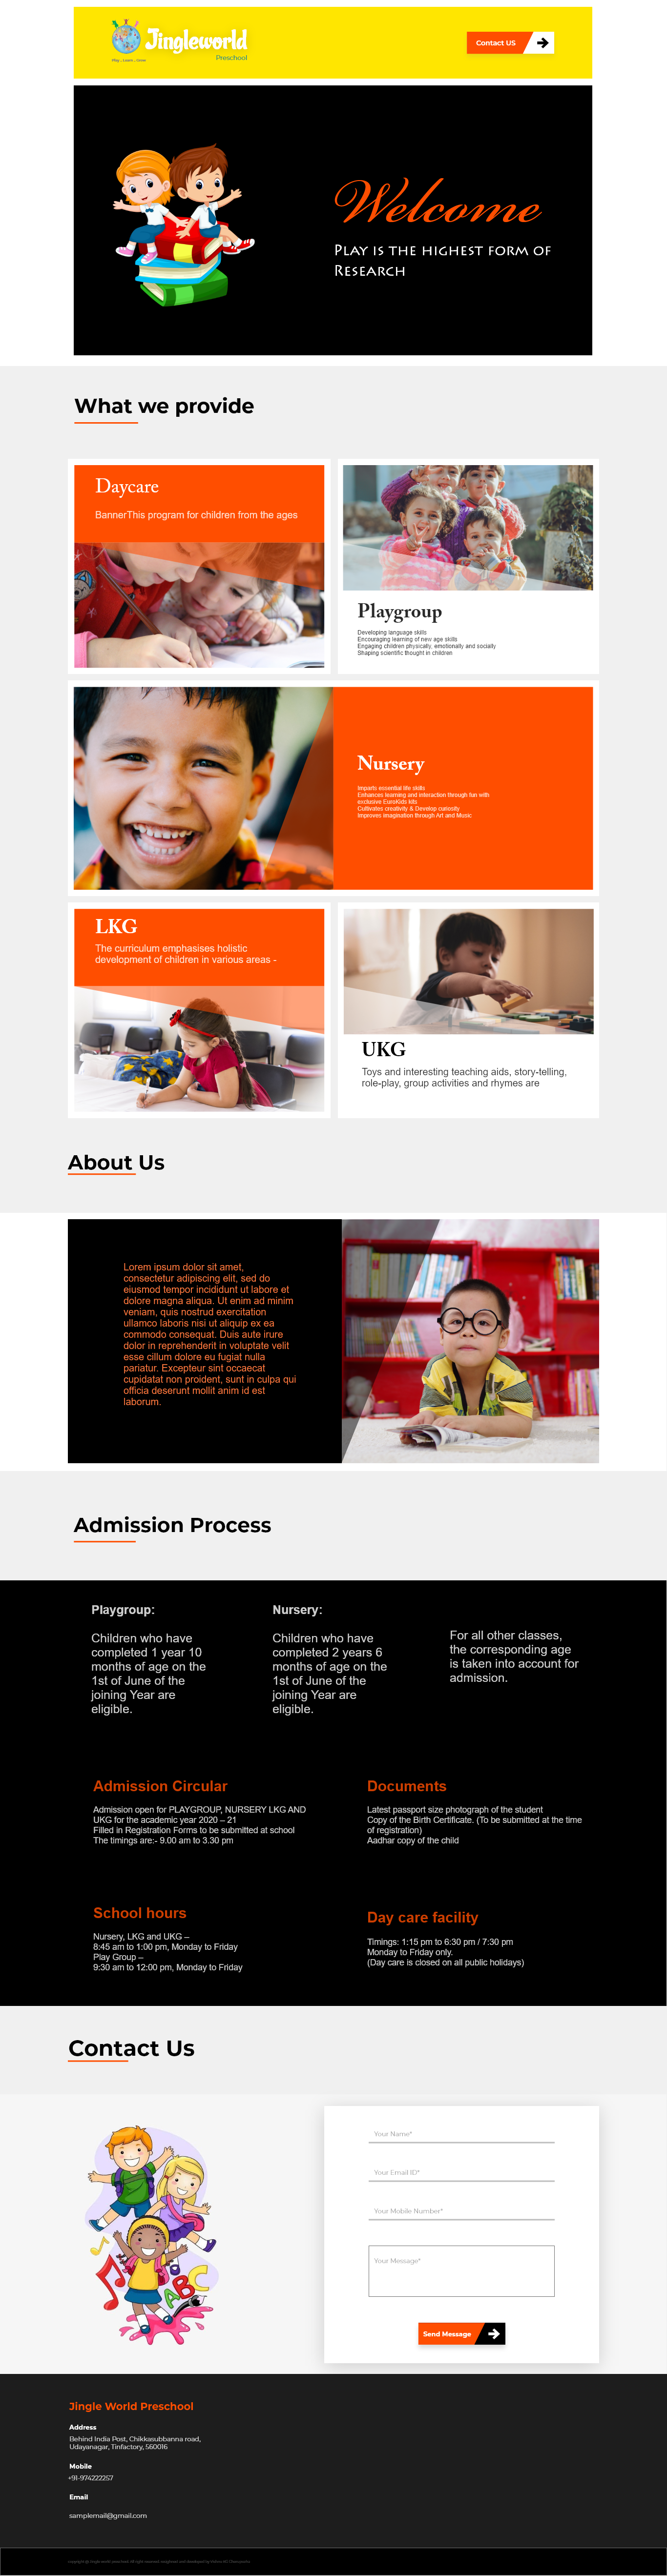 Jingleworld
Preschool
Play...Learn...Grow
Contact US
Welcome
Play is the highest form of
Research
What we provide
Daycare
BannerThis program for children from the ages
Playgroup
Developing language skills
Encouraging learning of new age skills
Engaging children physically, emotionally and socially
Shaping scientific thought in children
Nursery
Imparts essential life skills
Enhances learning and interaction through fun with
exclusive EuroKids kits
Cultivates creativity & Develop curiosity
Improves imagination through Art and Music
LKG
The curriculum emphasises holistic
development of children in various areas -
UKG
Toys and interesting teaching aids, story-telling,
role-play, group activities and rhymes are
About Us
Lorem ipsum dolor sit amet,
consectetur adipiscing elit, sed do
eiusmod tempor incididunt ut labore et
dolore magna aliqua. Ut enim ad minim
veniam, quis nostrud exercitation
ullamco laboris nisi ut aliquip ex ea
commodo consequat. Duis aute irure
dolor in reprehenderit in voluptate velit
esse cillum dolore eu fugiat nulla
pariatur. Excepteur sint occaecat
cupidatat non proident, sunt in culpa qui
officia deserunt mollit anim id est
laborum.
Admission Process
Playgroup:
Children who have
completed 1 year 10
months of age on the
1st of June of the
joining Year are
eligible.
Nursery:
Children who have
completed 2 years 6
months of age on the
1st of June of the
joining Year are
eligible.
For all other classes,
the corresponding age
is taken into account for
admission.
Admission Circular
Admission open for PLAYGROUP, NURSERY LKG AND
UKG for the academic year 2020 – 21
Filled in Registration Forms to be submitted at school
The timings are:- 9.00 am to 3.30 pm
Documents
Latest passport size photograph of the student
Copy of the Birth Certificate. (To be submitted at the time
of registration)
Aadhar copy of the child
School hours
Nursery, LKG and UKG –
8:45 am to 1:00 pm, Monday to Friday
Play Group –
9:30 am to 12:00 pm, Monday to Friday
Day care facility
Timings: 1:15 pm to 6:30 pm / 7:30 pm
Monday to Friday only.
(Day care is closed on all public holidays)
Contact Us
ABC
Your Name*
Your Email ID*
Your Mobile Number*
Your Message*
Send Message
Jingle World Preschool
Address
Behind India Post, Chikkasubbanna road,
Udayanagar, Tinfactory, 560016
Mobile
+91-974222257
Email
samplemail@gmail.com